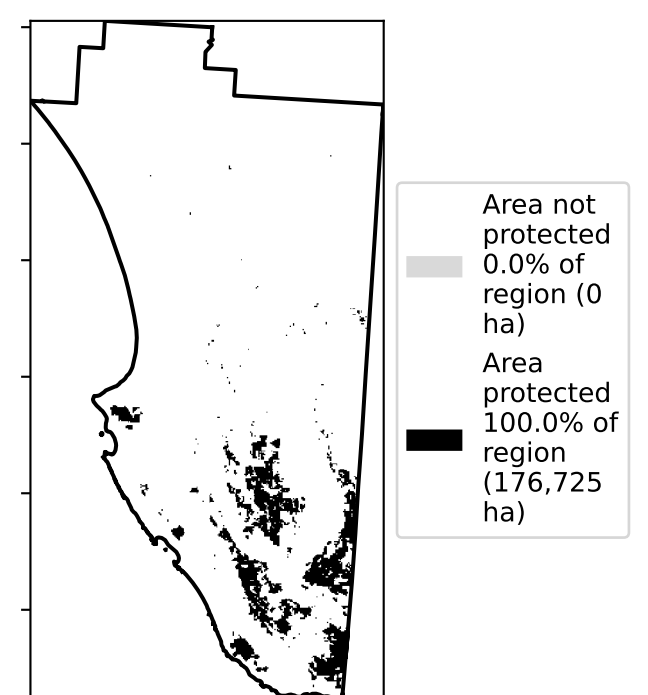 Area not
protected
0.0% of
region (0
ha)
Area
protected
100.0% of
region
(176,725
ha)